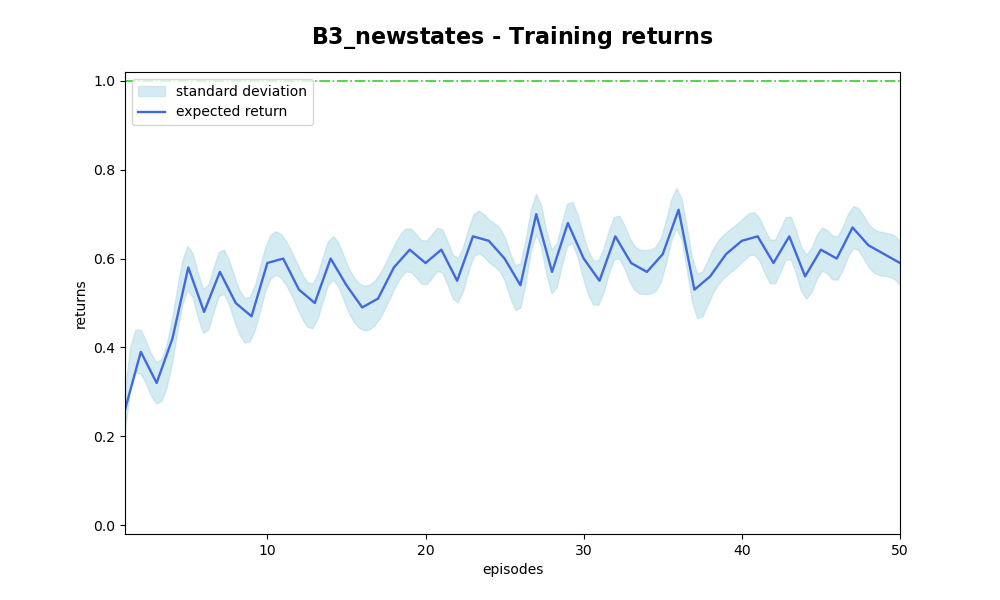 B3_newstates - Training returns
1.0
0.8
0.6
0.4
0.2
0.0
returns
standard deviation
expected return
10 20 30 40 50
episodes